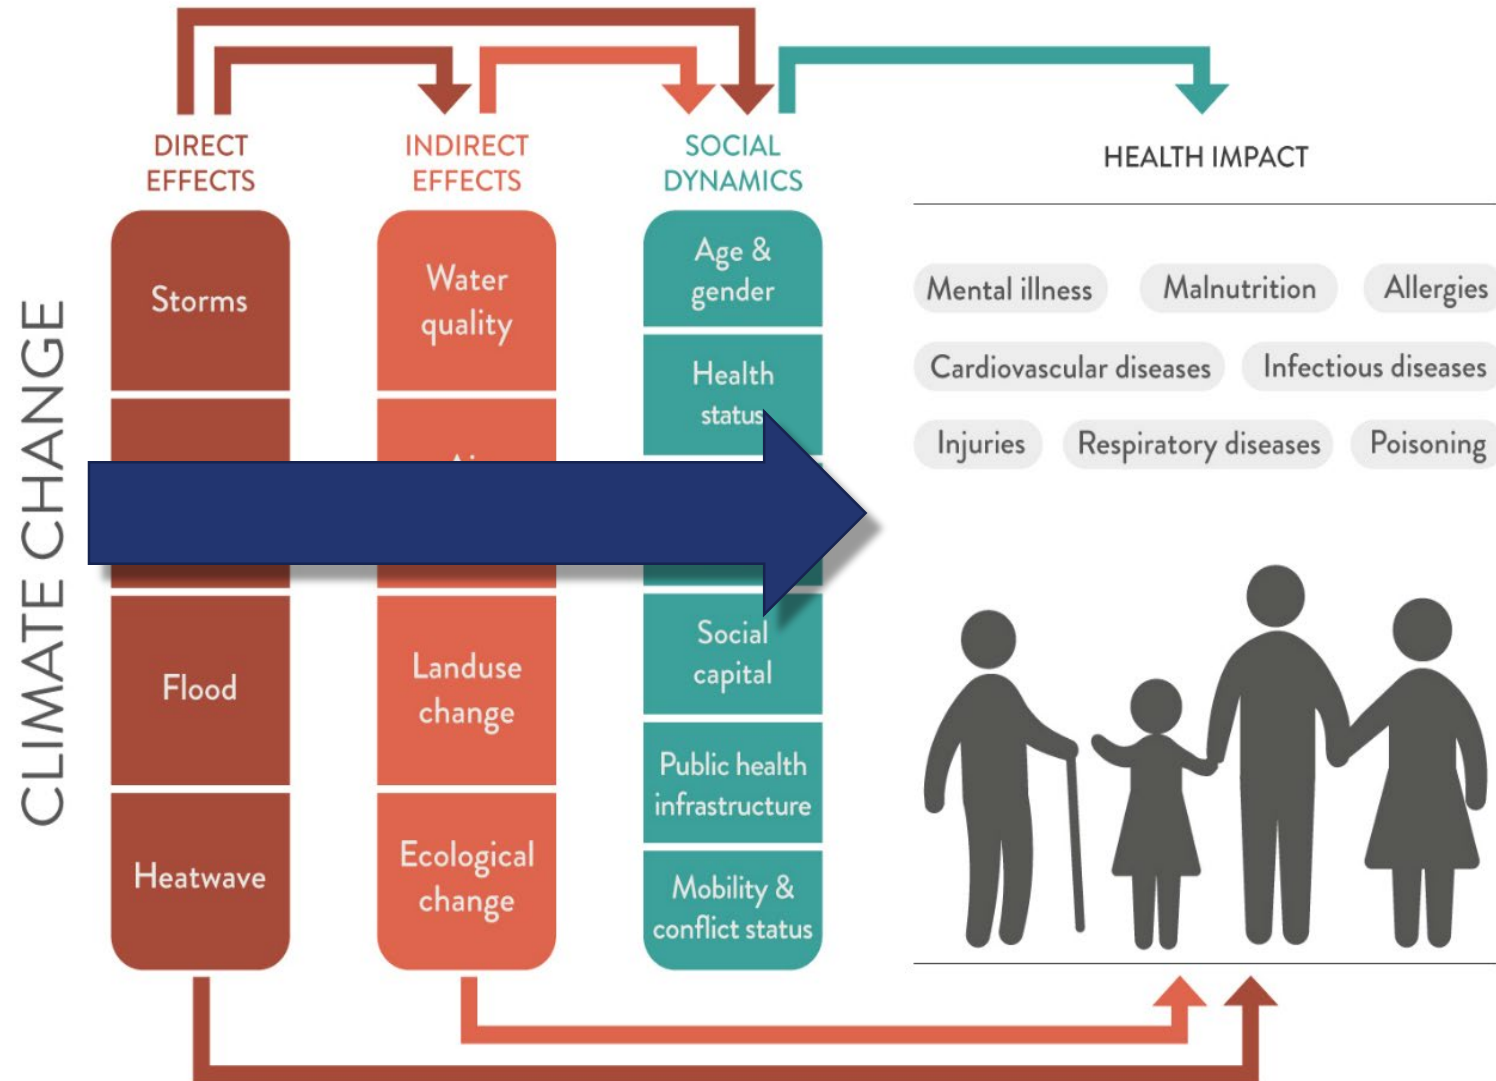 CLIMATE CHANGE
DIRECT
EFFECTS
Storms
Flood
Heatwave
INDIRECT
EFFECTS
Water
quality
Landuse
change
Ecological
change
SOCIAL
DYNAMICS
Age &
gender
Health
status
Social
capital
Public health
infrastructure
Mobility &
conflict status
HEALTH IMPACT
Mental illness Malnutrition Allergies
Cardiovascular diseases Infectious diseases
Injuries Respiratory diseases Poisoning